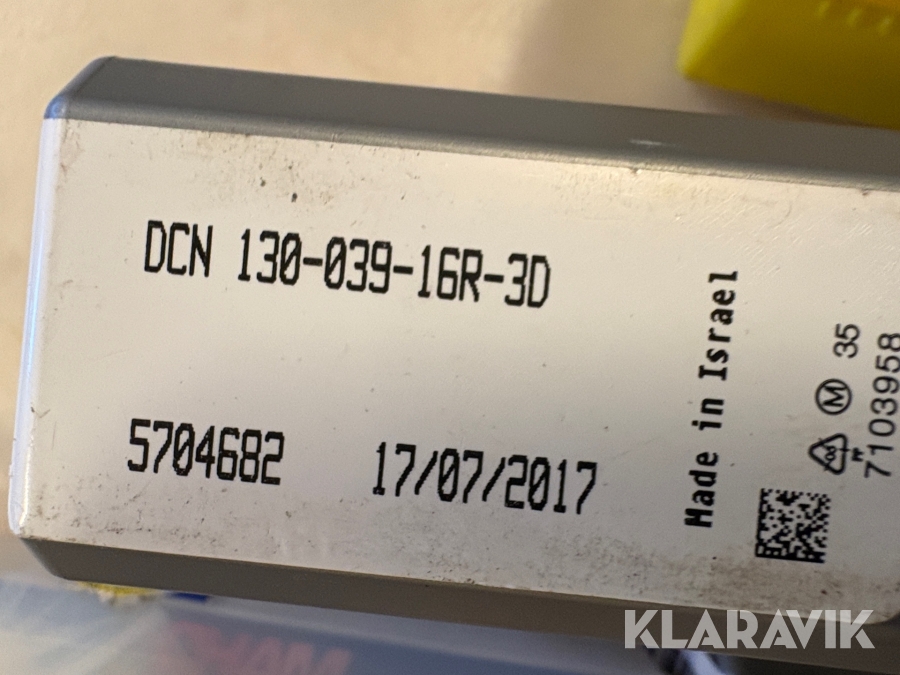 DCN 130-039-16R-3D
5704682 17/07/2017
Made in Israel
M 35
7103958
KLARAVIK